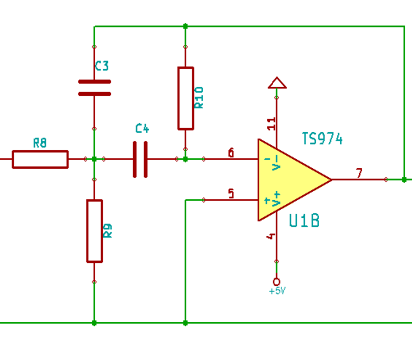 C3
R10
11
TS974
R8
C4
6
-
V-
7
5
+
V+
R9
U1B
4
+5V